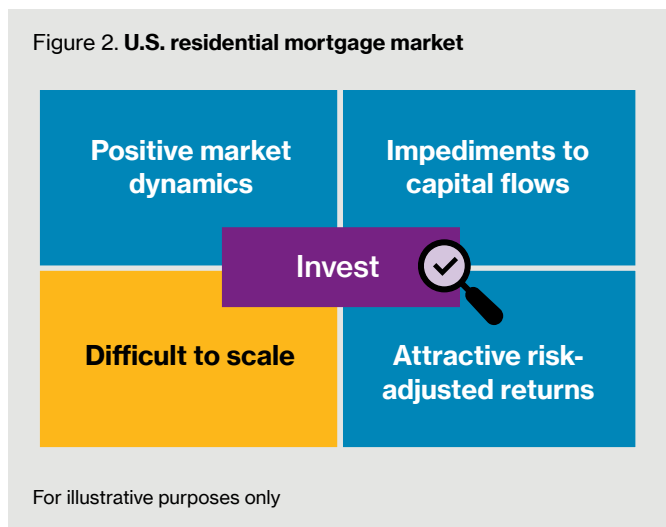 Figure 2. U.S. residential mortgage market
Positive market
dynamics
Impediments to
capital flows
Invest
Difficult to scale
Attractive risk-
adjusted returns
For illustrative purposes only